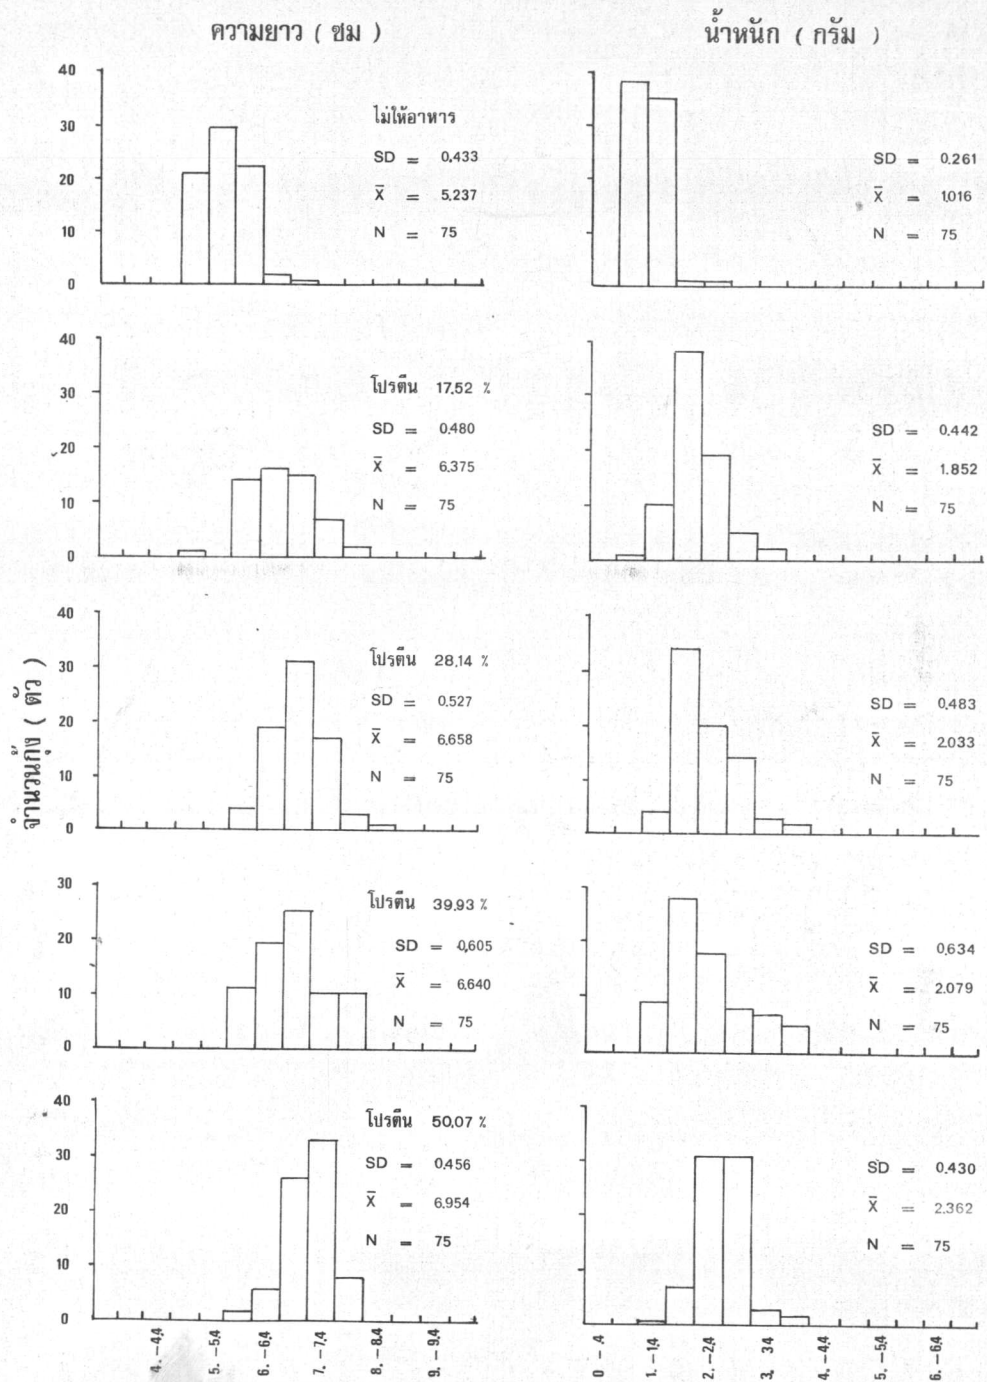 ความยาว ( ซม )
น้ำหนัก ( กรัม )
จำนวนกุ้ง ( ตัว )
40
30
20
10
0
ไม่ให้อาหาร
SD = 0.433
X̄ = 5.237
N = 75
SD = 0.261
X̄ = 1.016
N = 75
40
30
20
10
0
โปรตีน 17.52 %
SD = 0.480
X̄ = 6.375
N = 75
SD = 0.442
X̄ = 1.852
N = 75
40
30
20
10
0
โปรตีน 28.14 %
SD = 0.527
X̄ = 6.658
N = 75
SD = 0.483
X̄ = 2.033
N = 75
30
20
10
0
โปรตีน 39.93 %
SD = 0.605
X̄ = 6.640
N = 75
SD = 0.634
X̄ = 2.079
N = 75
40
30
20
10
0
โปรตีน 50.07 %
SD = 0.456
X̄ = 6.954
N = 75
SD = 0.430
X̄ = 2.362
N = 75
4. - 4.4
5. - 5.4
6. - 6.4
7. - 7.4
8. - 8.4
9. - 9.4
0 - .4
1. - 1.4
2. - 2.4
3. - 3.4
4. - 4.4
5. - 5.4
6. - 6.4